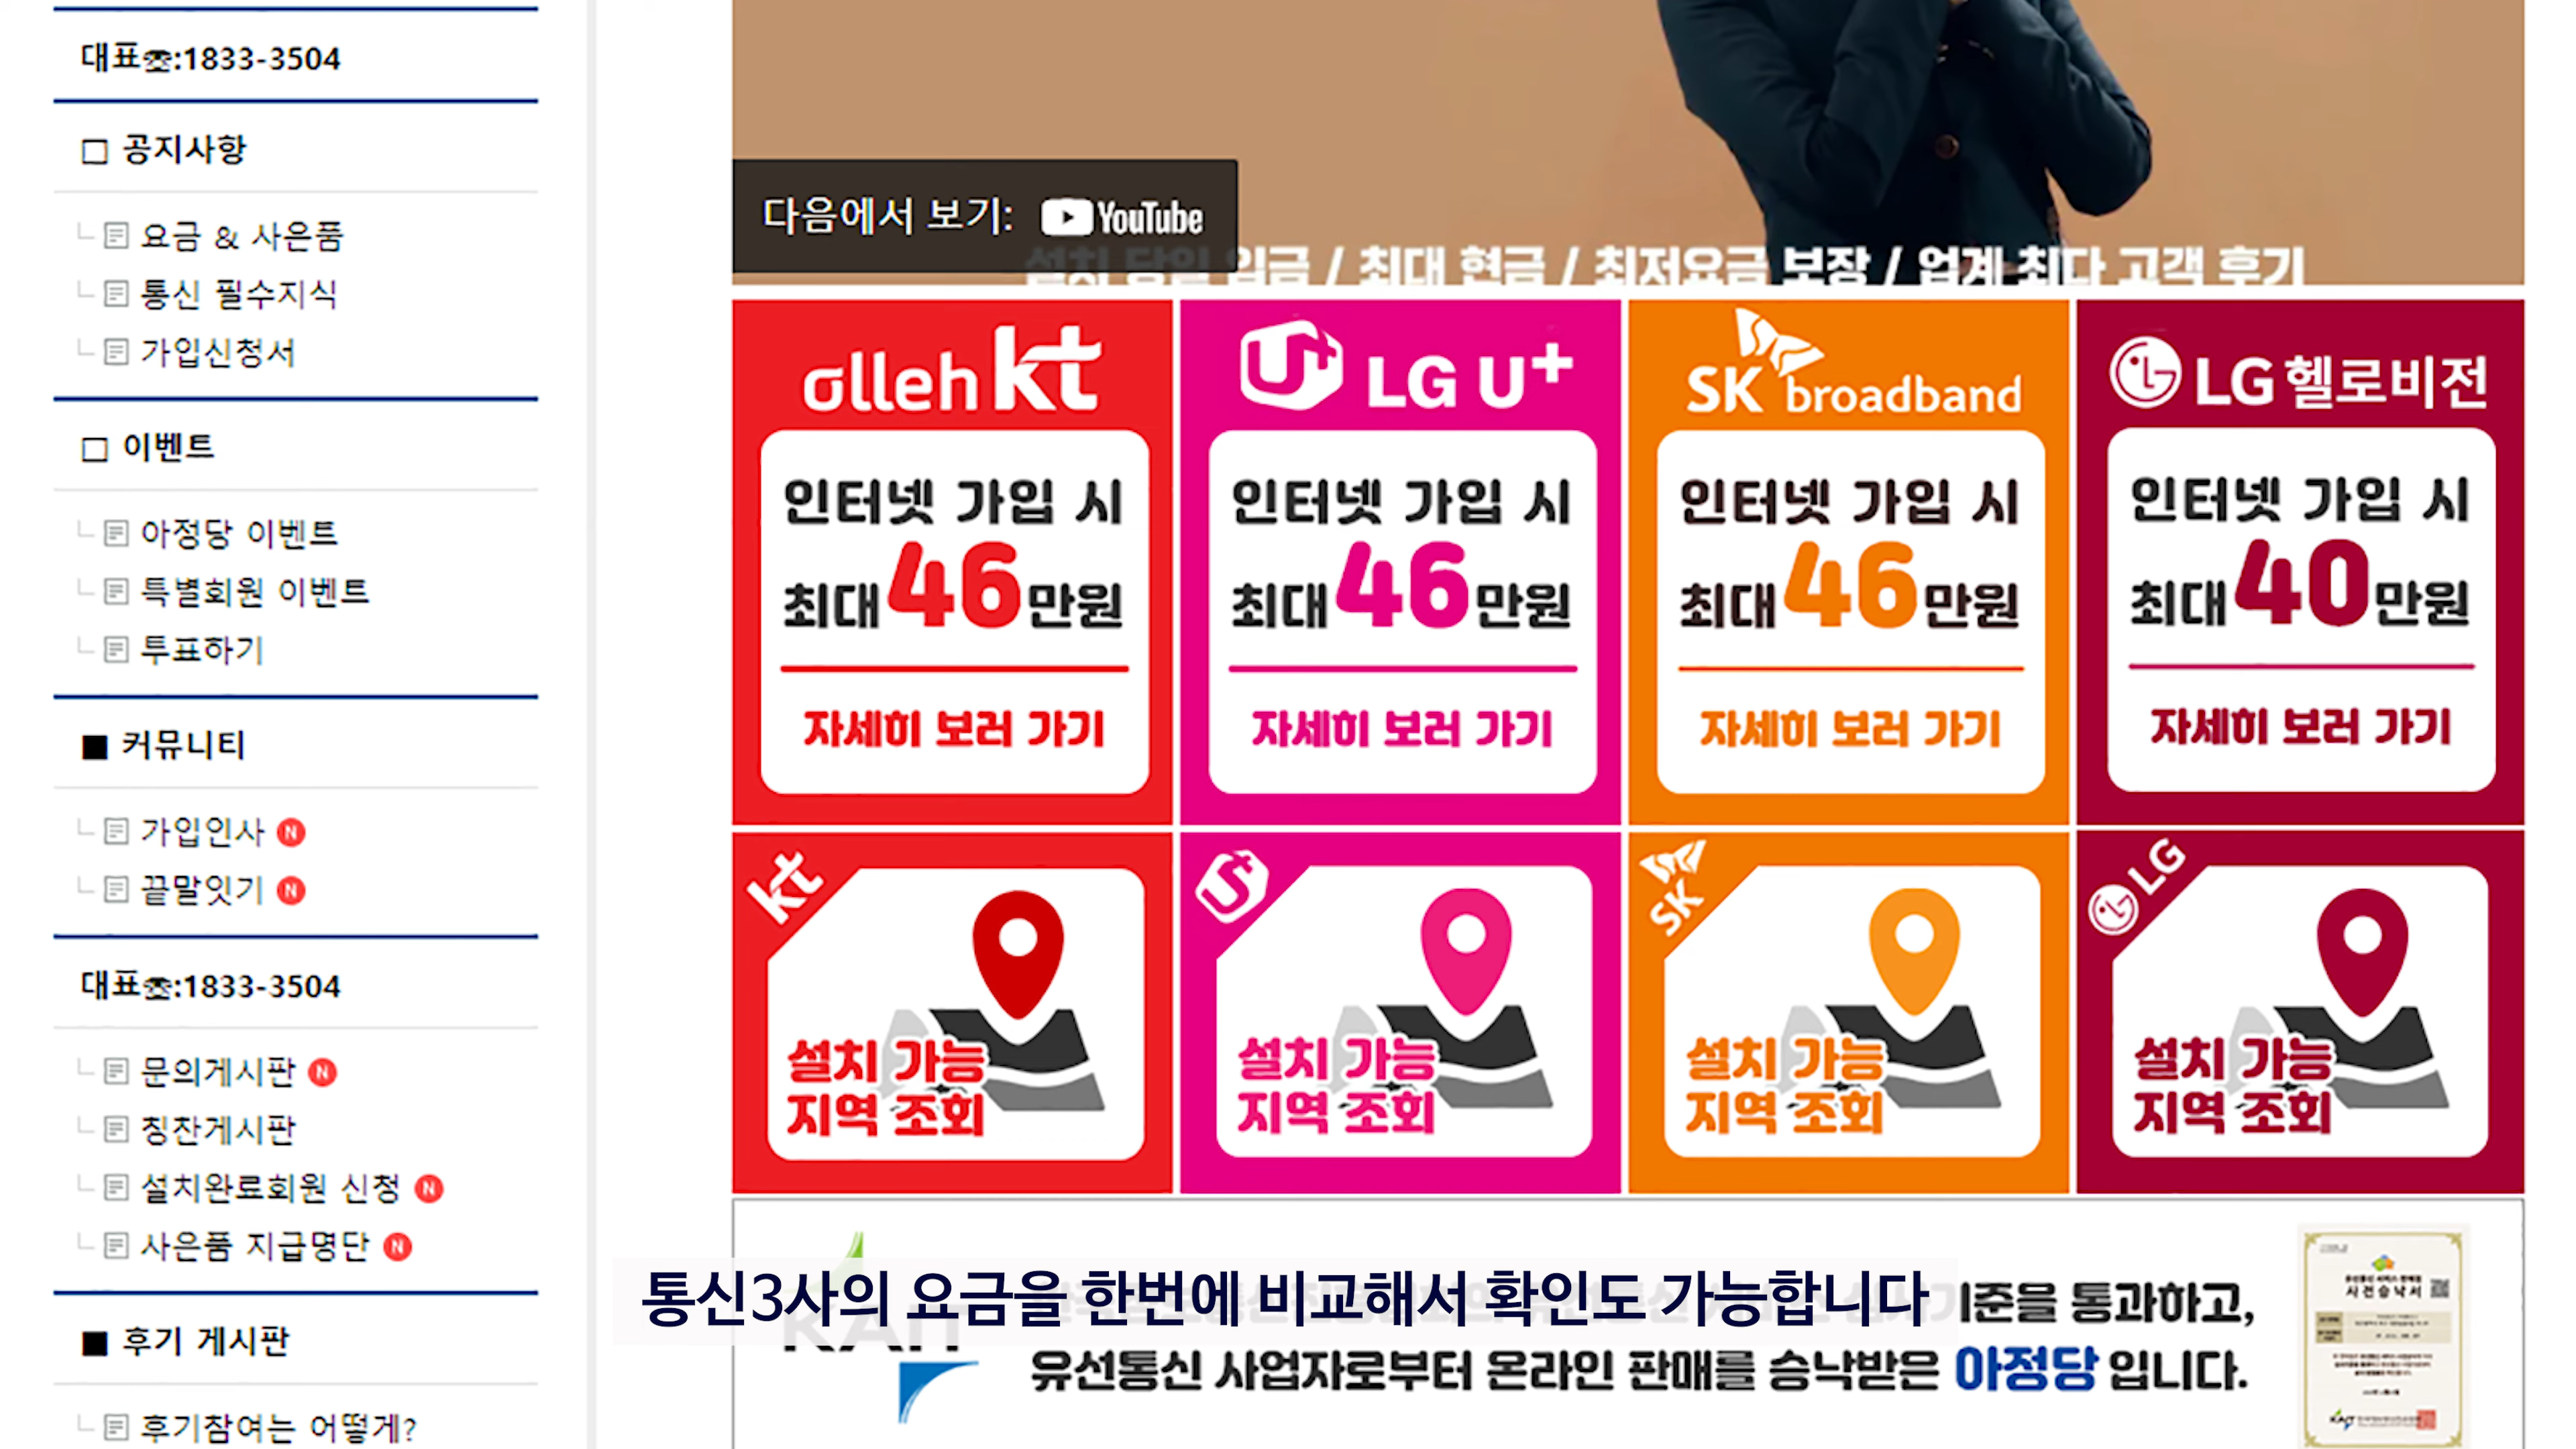 대표☎:1833-3504
□ 공지사항
요금 & 사은품
통신 필수지식
가입신청서
□ 이벤트
아정당 이벤트
특별회원 이벤트
투표하기
■ 커뮤니티
가입인사 N
끝말잇기 N
대표☎:1833-3504
문의게시판 N
칭찬게시판
설치완료회원 신청 N
사은품 지급명단 N
■ 후기 게시판
후기참여는 어떻게?
다음에서 보기: YouTube
설치 당일 입금 / 최대 현금 / 최저요금 보장 / 업계 최다 고객 후기
olleh kt
인터넷 가입 시
최대 46만원
자세히 보러 가기
U+ LG U+
인터넷 가입 시
최대 46만원
자세히 보러 가기
SK broadband
인터넷 가입 시
최대 46만원
자세히 보러 가기
LG 헬로비전
인터넷 가입 시
최대 40만원
자세히 보러 가기
kt
설치 가능
지역 조회
U+
설치 가능
지역 조회
SK
설치 가능
지역 조회
LG
설치 가능
지역 조회
통신3사의 요금을 한번에 비교해서 확인도 가능합니다
KAIT
기준을 통과하고,
유선통신 사업자로부터 온라인 판매를 승낙받은 아정당 입니다.
사전승낙서
KAIT